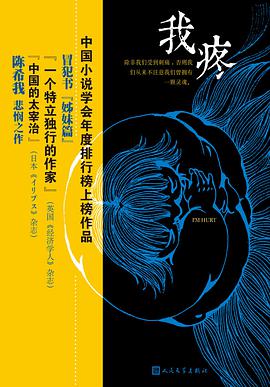 我疼
除非我们受到刺痛，否则我
们从来不注意我们曾拥有
一颗灵魂。
I'M HURT
中国小说学会年度排行榜上榜作品
冒犯书『姊妹篇』
『一个特立独行的作家』（英国《经济学人》杂志）
『中国的太宰治』（日本《イリプス》杂志）
陈希我 悲悯之作
人民文学出版社